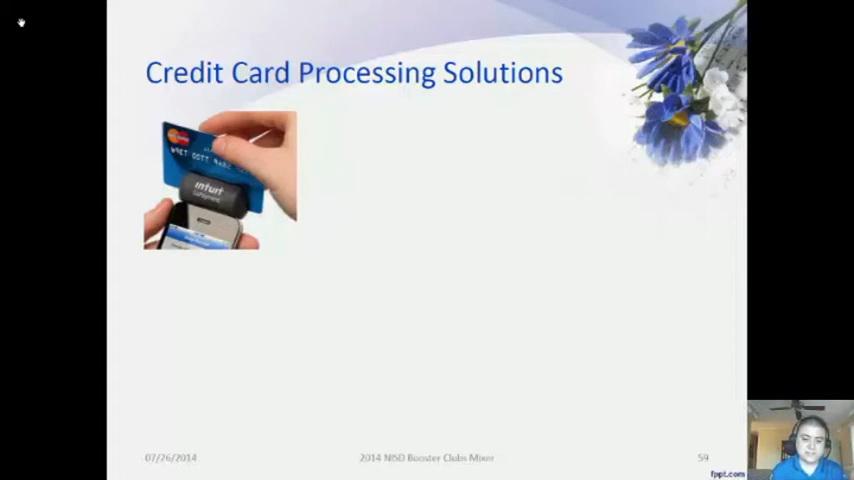 Credit Card Processing Solutions
intuit
07/26/2014
2014 NISD Booster Clubs Mixer
59
fppt.com